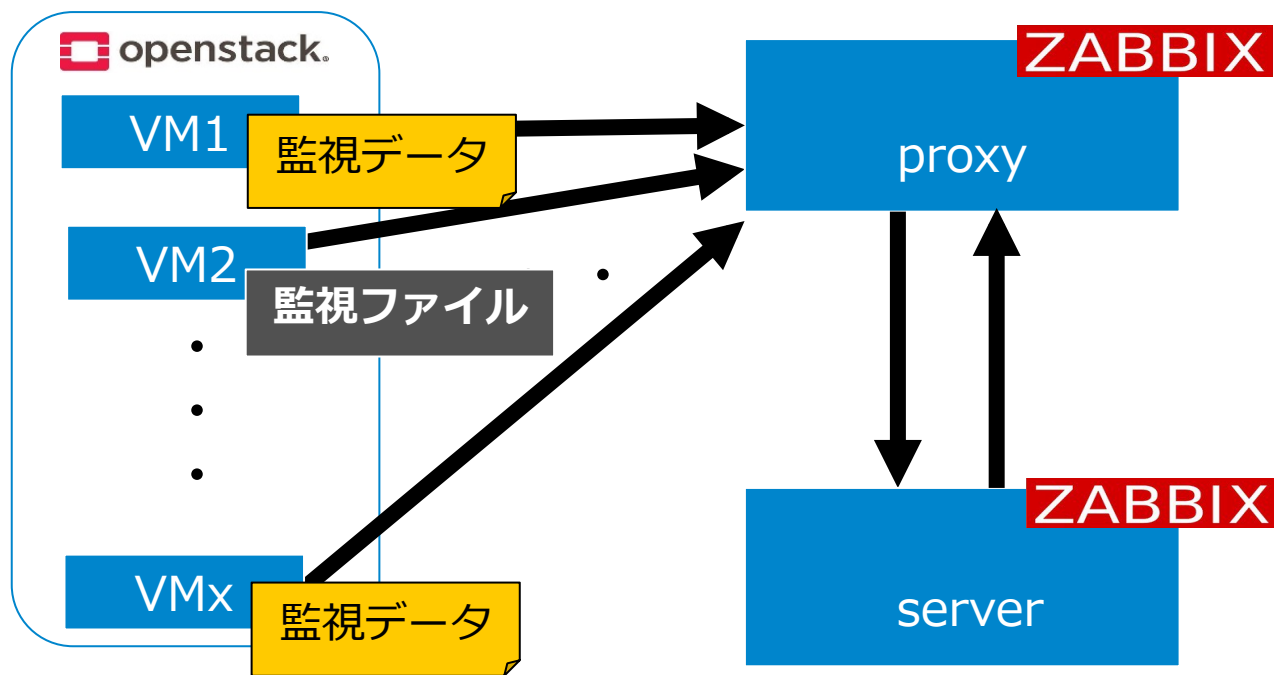 openstack.
ZABBIX
VM1
監視データ
proxy
VM2
監視ファイル
ZABBIX
VMx
監視データ
server